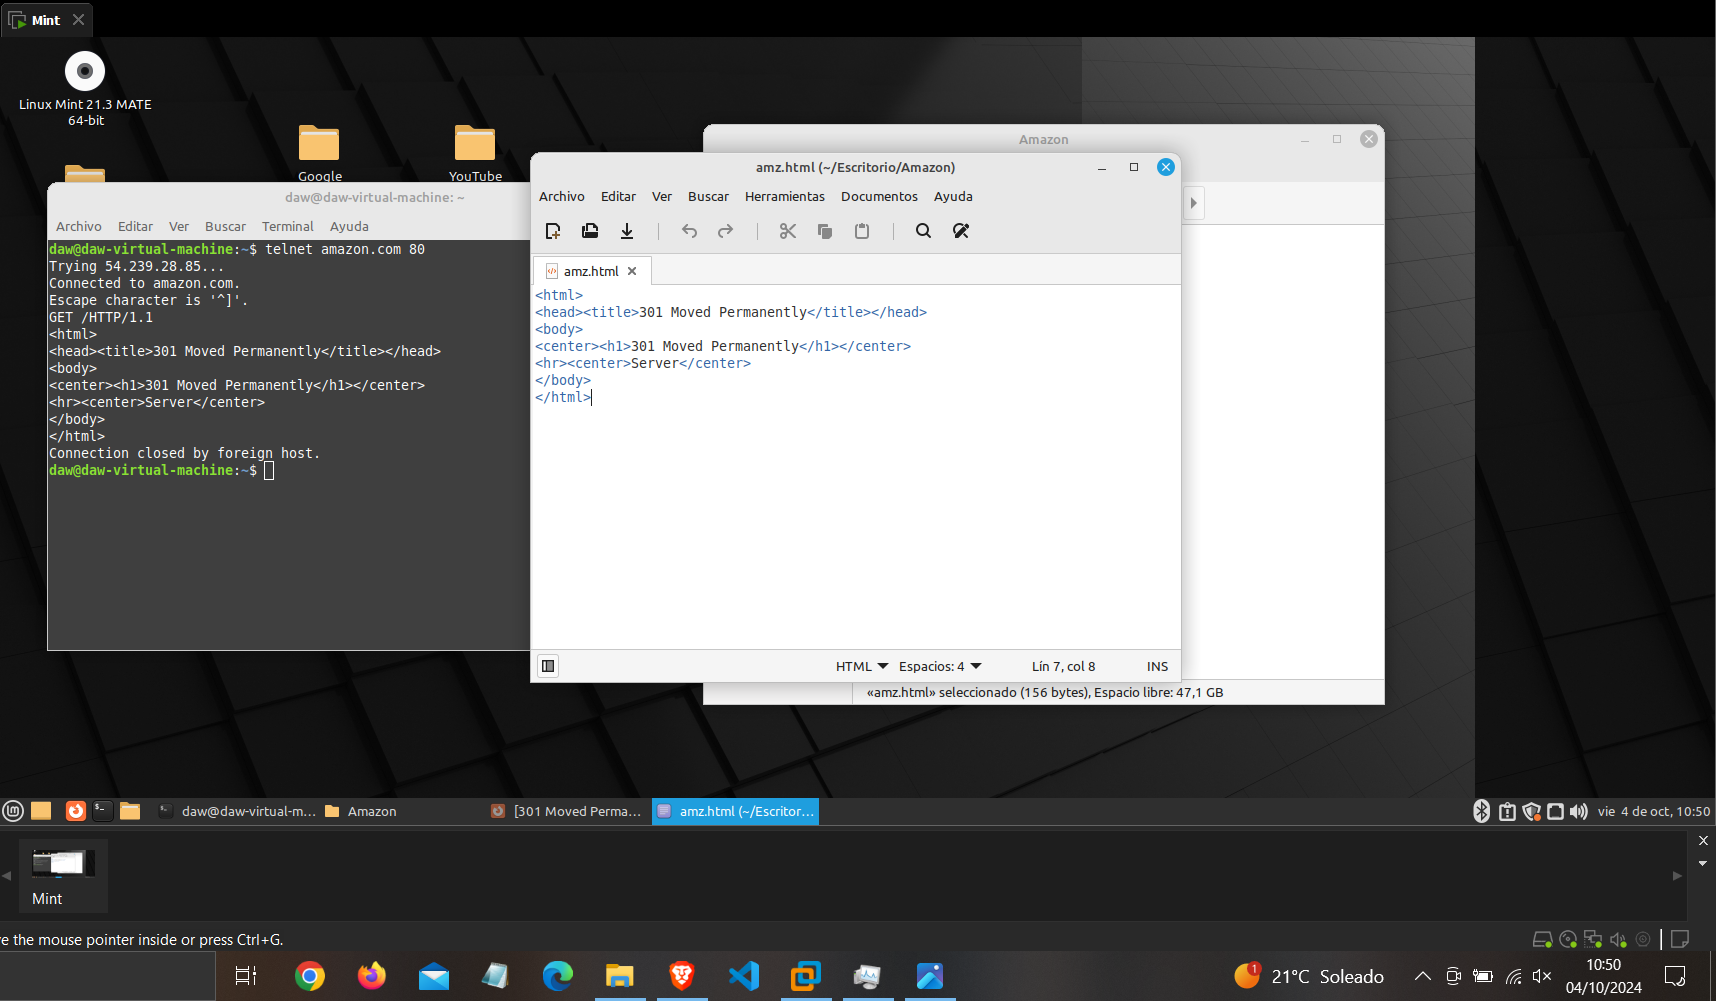 Mint
Linux Mint 21.3 MATE
64-bit
Google
YouTube
Amazon
daw@daw-virtual-machine: ~
Archivo Editar Ver Buscar Terminal Ayuda
daw@daw-virtual-machine:~$ telnet amazon.com 80
Trying 54.239.28.85...
Connected to amazon.com.
Escape character is '^]'.
GET /HTTP/1.1
<html>
<head><title>301 Moved Permanently</title></head>
<body>
<center><h1>301 Moved Permanently</h1></center>
<hr><center>Server</center>
</body>
</html>
Connection closed by foreign host.
daw@daw-virtual-machine:~$
amz.html (~/Escritorio/Amazon)
Archivo Editar Ver Buscar Herramientas Documentos Ayuda
amz.html
<html>
<head><title>301 Moved Permanently</title></head>
<body>
<center><h1>301 Moved Permanently</h1></center>
<hr><center>Server</center>
</body>
</html>
HTML Espacios: 4 Lín 7, col 8 INS
«amz.html» seleccionado (156 bytes), Espacio libre: 47,1 GB
daw@daw-virtual-m... Amazon [301 Moved Perma... amz.html (~/Escritor... vie 4 de oct, 10:50
Mint
e the mouse pointer inside or press Ctrl+G.
1 21°C Soleado 10:50
04/10/2024